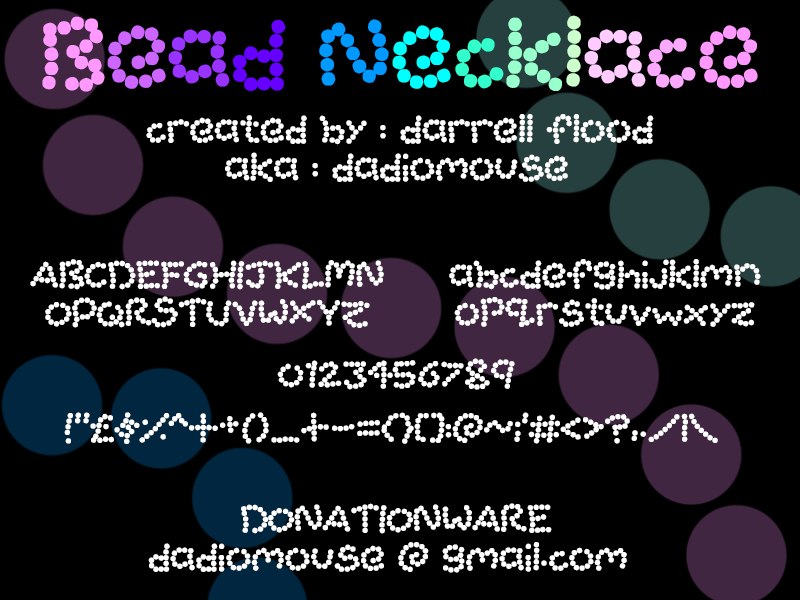 Bead Necklace
created by : darrell flood
aka : dadiomouse
ABCDEFGHIJKLMN abcdefghijklmn
OPQRSTUVWXYZ opqrstuvwxyz
0123456789
!"£$%^+÷()_+-=(){}:@~;'#<>?,./|\
DONATIONWARE
dadiomouse @ gmail.com